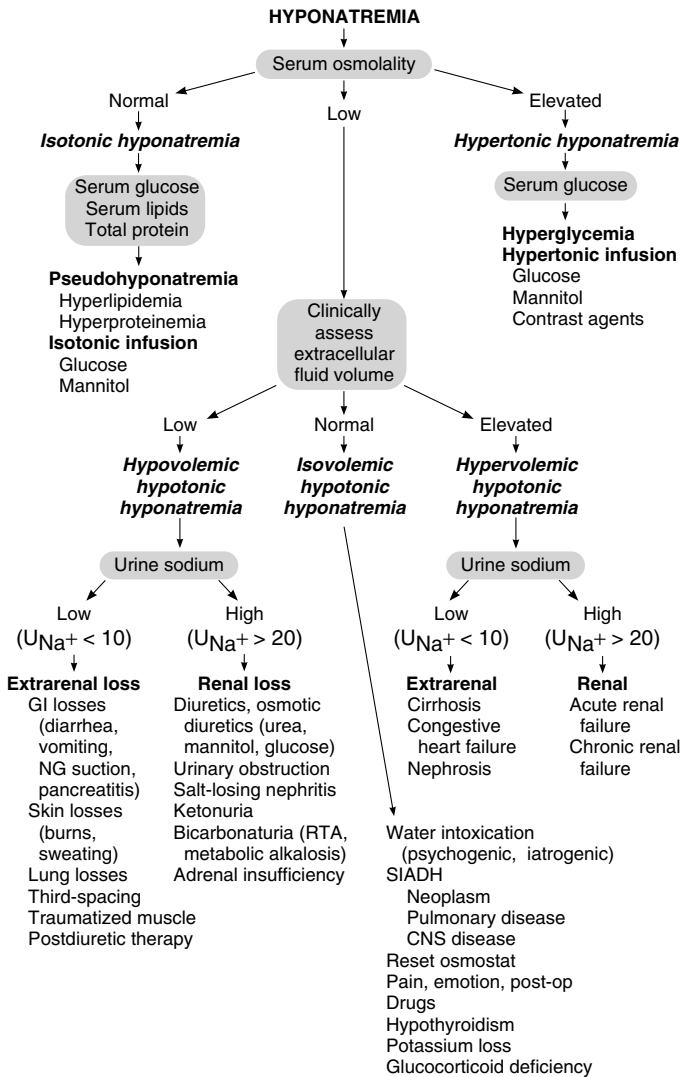 HYPONATREMIA
Serum osmolality
Normal
Low
Elevated
Isotonic hyponatremia
Hypertonic hyponatremia
Serum glucose
Serum lipids
Total protein
Serum glucose
Pseudohyponatremia
Hyperlipidemia
Hyperproteinemia
Isotonic infusion
Glucose
Mannitol
Hyperglycemia
Hypertonic infusion
Glucose
Mannitol
Contrast agents
Clinically
assess
extracellular
fluid volume
Low
Normal
Elevated
Hypovolemic
hypotonic
hyponatremia
Isovolemic
hypotonic
hyponatremia
Hypervolemic
hypotonic
hyponatremia
Urine sodium
Urine sodium
Low
(UNa+ < 10)
High
(UNa+ > 20)
Low
(UNa+ < 10)
High
(UNa+ > 20)
Extrarenal loss
GI losses
(diarrhea,
vomiting,
NG suction,
pancreatitis)
Skin losses
(burns,
sweating)
Lung losses
Third-spacing
Traumatized muscle
Postdiuretic therapy
Renal loss
Diuretics, osmotic
diuretics (urea,
mannitol, glucose)
Urinary obstruction
Salt-losing nephritis
Ketonuria
Bicarbonaturia (RTA,
metabolic alkalosis)
Adrenal insufficiency
Extrarenal
Cirrhosis
Congestive
heart failure
Nephrosis
Renal
Acute renal
failure
Chronic renal
failure
Water intoxication
(psychogenic, iatrogenic)
SIADH
Neoplasm
Pulmonary disease
CNS disease
Reset osmostat
Pain, emotion, post-op
Drugs
Hypothyroidism
Potassium loss
Glucocorticoid deficiency